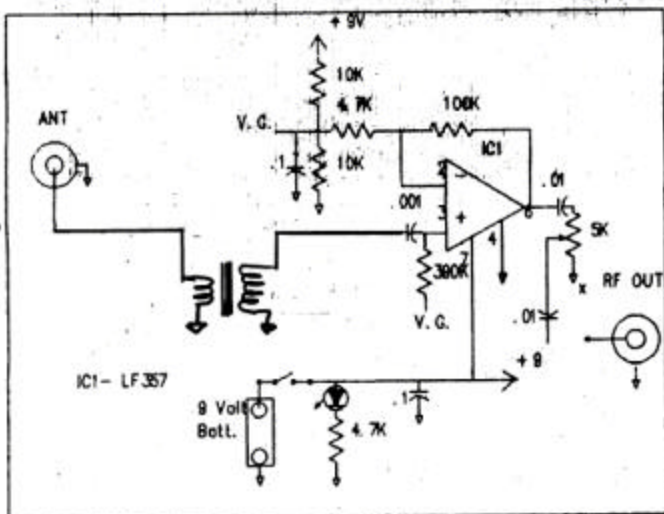 + 9V
10K
4.7K
100K
ANT
V. G.
IC1
.1
10K
2
-
.01
.001
3
+
6
4
5K
7
390K
x
RF OUT
V. G.
.01
+ 9
IC1- LF357
9 Volt
Batt.
.1
4.7K